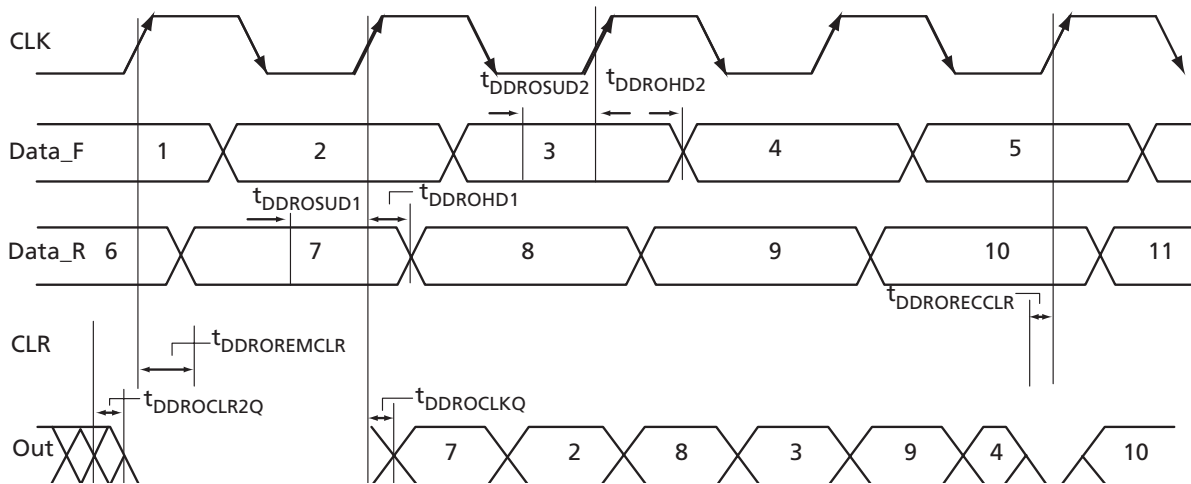 CLK
tDDROSUD2 tDDROHD2
Data_F 1 2 3 4 5
tDDROSUD1 tDDROHD1
Data_R 6 7 8 9 10 11
tDDRORECCLR
CLR
tDDROREMCLR
tDDROCLR2Q tDDROCLKQ
Out 7 2 8 3 9 4 10